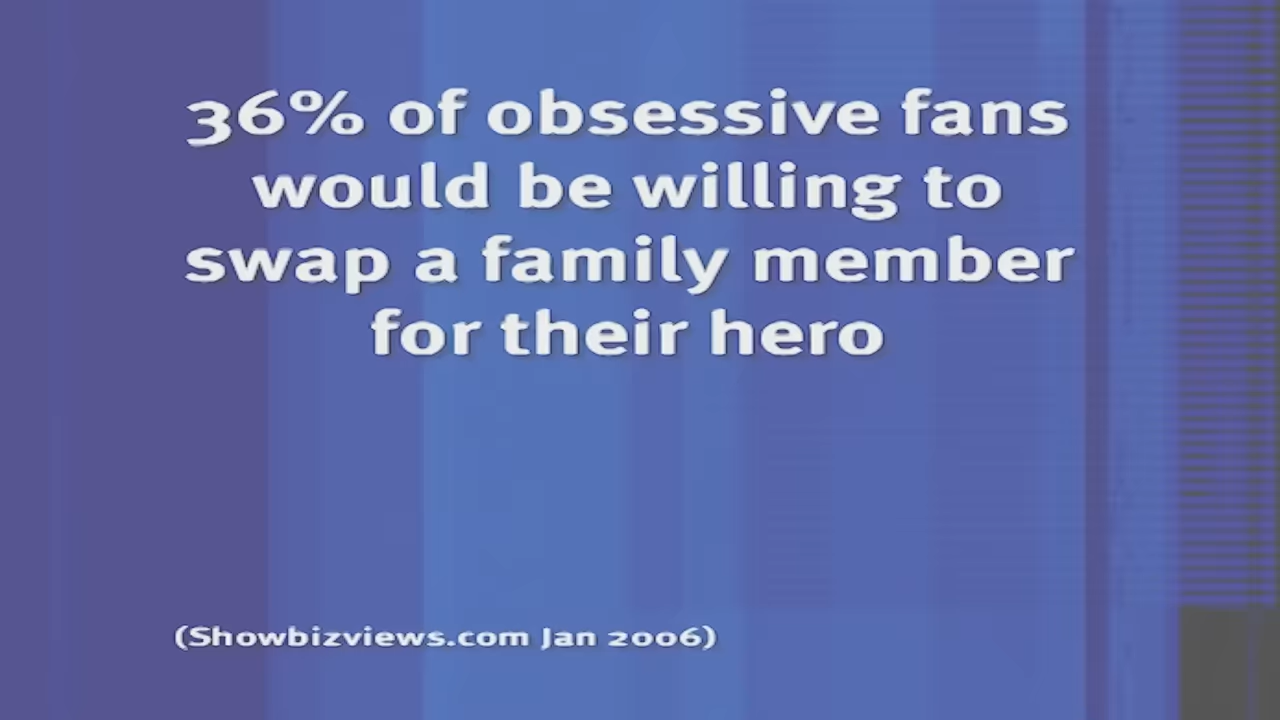 36% of obsessive fans
would be willing to
swap a family member
for their hero
(Showbizviews.com Jan 2006)